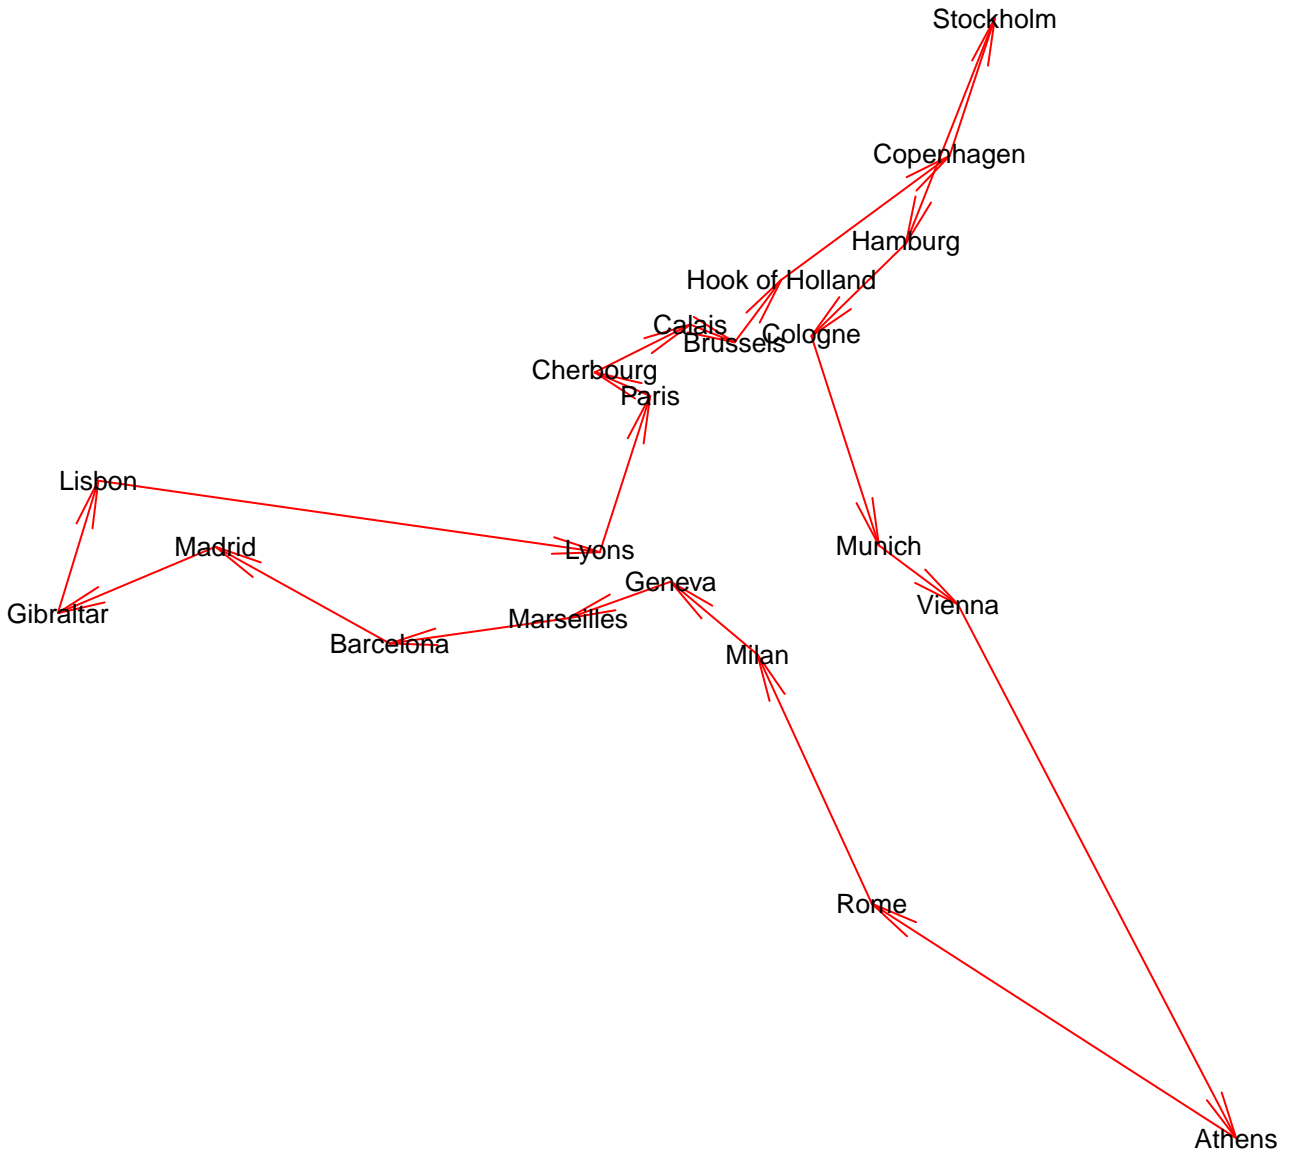 Stockholm
Copenhagen
Hamburg
Hook of Holland
Calais
Cologne
Brussels
Cherbourg
Paris
Lisbon
Madrid
Lyons
Munich
Geneva
Vienna
Gibraltar
Marseilles
Barcelona
Milan
Rome
Athens